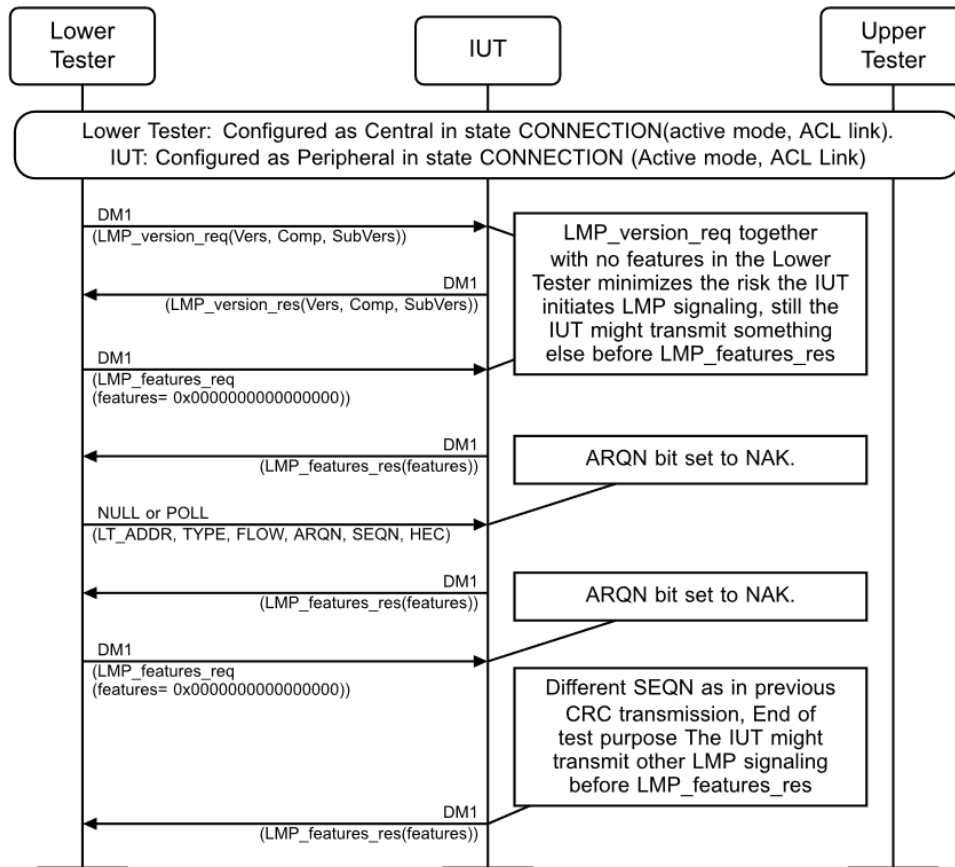 Lower
Tester
IUT
Upper
Tester
Lower Tester: Configured as Central in state CONNECTION(active mode, ACL link).
IUT: Configured as Peripheral in state CONNECTION (Active mode, ACL Link)
DM1
(LMP_version_req(Vers, Comp, SubVers))
LMP_version_req together
with no features in the Lower
Tester minimizes the risk the IUT
initiates LMP signaling, still the
IUT might transmit something
else before LMP_features_res
DM1
(LMP_version_res(Vers, Comp, SubVers))
DM1
(LMP_features_req
(features= 0x0000000000000000))
DM1
(LMP_features_res(features))
ARQN bit set to NAK.
NULL or POLL
(LT_ADDR, TYPE, FLOW, ARQN, SEQN, HEC)
DM1
(LMP_features_res(features))
ARQN bit set to NAK.
DM1
(LMP_features_req
(features= 0x0000000000000000))
Different SEQN as in previous
CRC transmission, End of
test purpose The IUT might
transmit other LMP signaling
before LMP_features_res
DM1
(LMP_features_res(features))